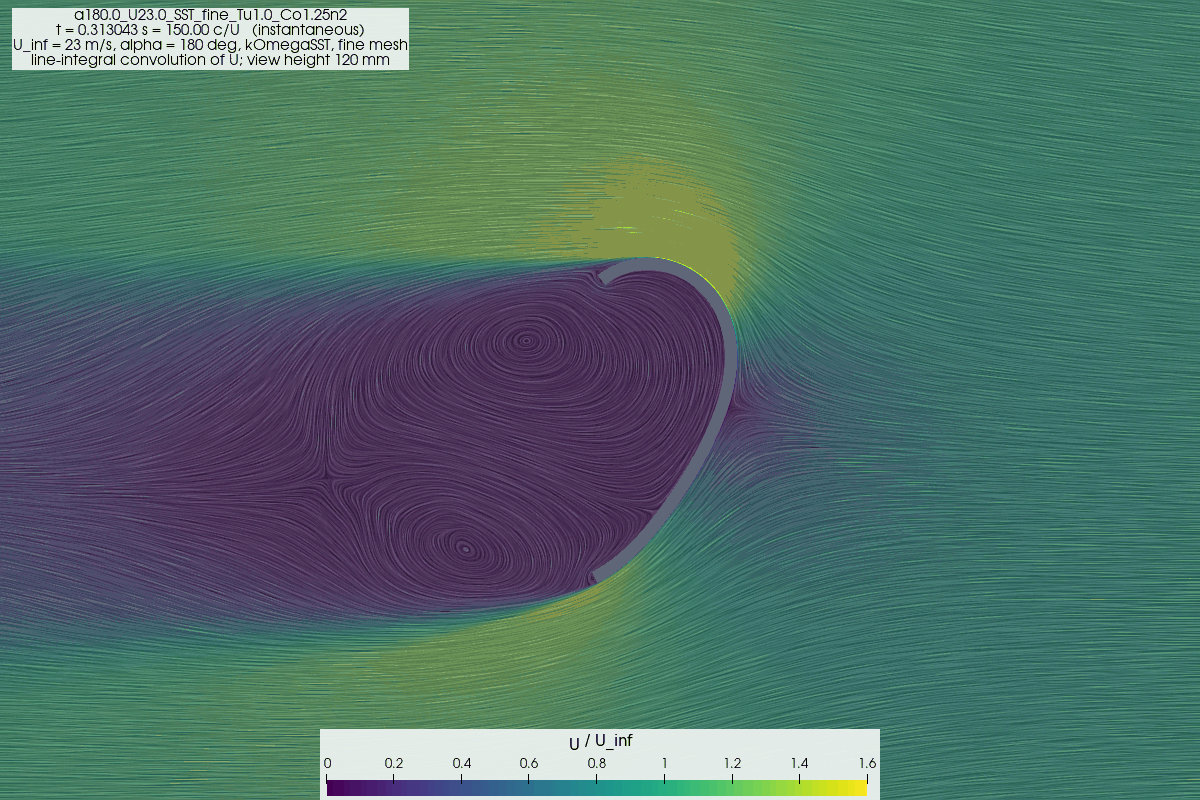 a180.0_U23.0_SST_fine_Tu1.0_Co1.25n2
t = 0.313043 s = 150.00 c/U (instantaneous)
U_inf = 23 m/s, alpha = 180 deg, kOmegaSST, fine mesh
line-integral convolution of U; view height 120 mm
U / U_inf
0 0.2 0.4 0.6 0.8 1 1.2 1.4 1.6